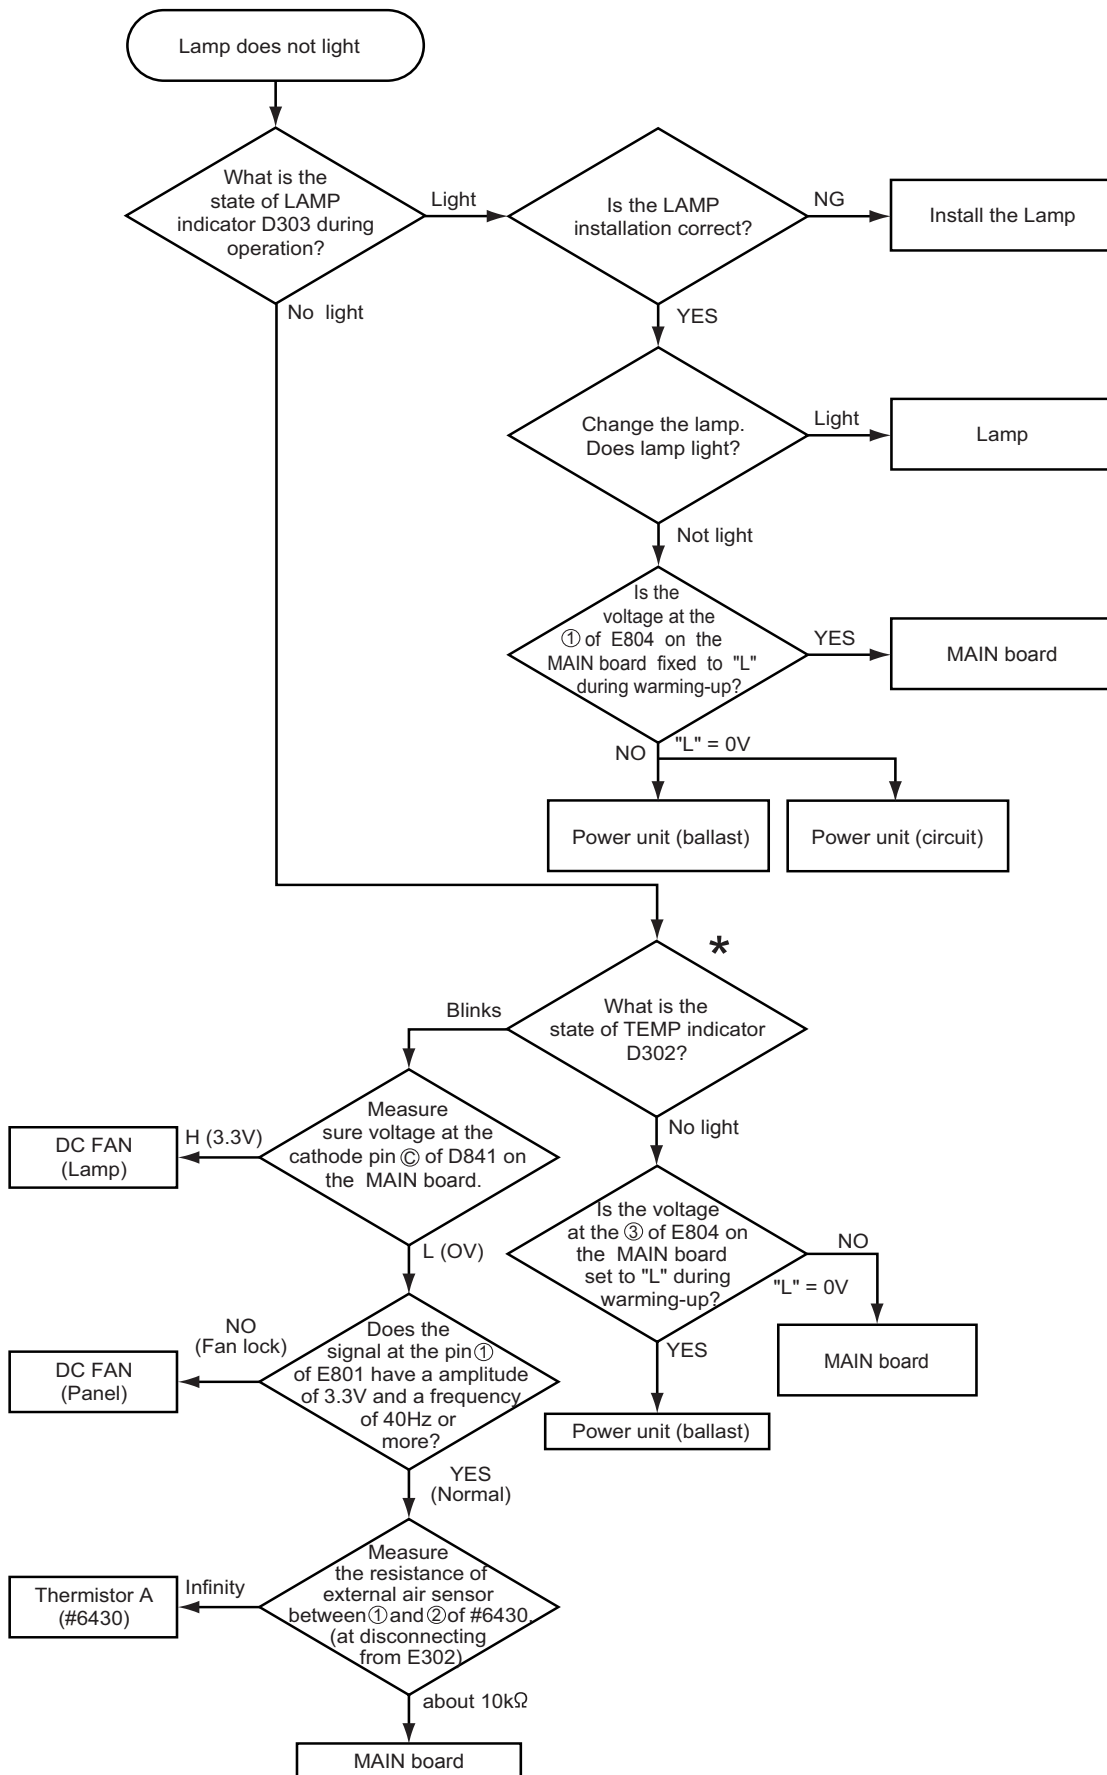 Lamp does not light
What is the
state of LAMP
indicator D303 during
operation?
Light
Is the LAMP
installation correct?
NG
Install the Lamp
No light
YES
Change the lamp.
Does lamp light?
Light
Lamp
Not light
Is the
voltage at the
① of E804 on the
MAIN board fixed to "L"
during warming-up?
YES
MAIN board
NO
"L" = 0V
Power unit (ballast)
Power unit (circuit)
*
What is the
state of TEMP indicator
D302?
Blinks
Measure
sure voltage at the
cathode pin Ⓒ of D841 on
the MAIN board.
H (3.3V)
DC FAN
(Lamp)
No light
Is the voltage
at the ③ of E804 on
the MAIN board
set to "L" during
warming-up?
NO
"L" = 0V
MAIN board
YES
Power unit (ballast)
L (OV)
Does the
signal at the pin ①
of E801 have a amplitude
of 3.3V and a frequency
of 40Hz or
more?
NO
(Fan lock)
DC FAN
(Panel)
YES
(Normal)
Measure
the resistance of
external air sensor
between ① and ② of #6430.
(at disconnecting
from E302)
Infinity
Thermistor A
(#6430)
about 10kΩ
MAIN board